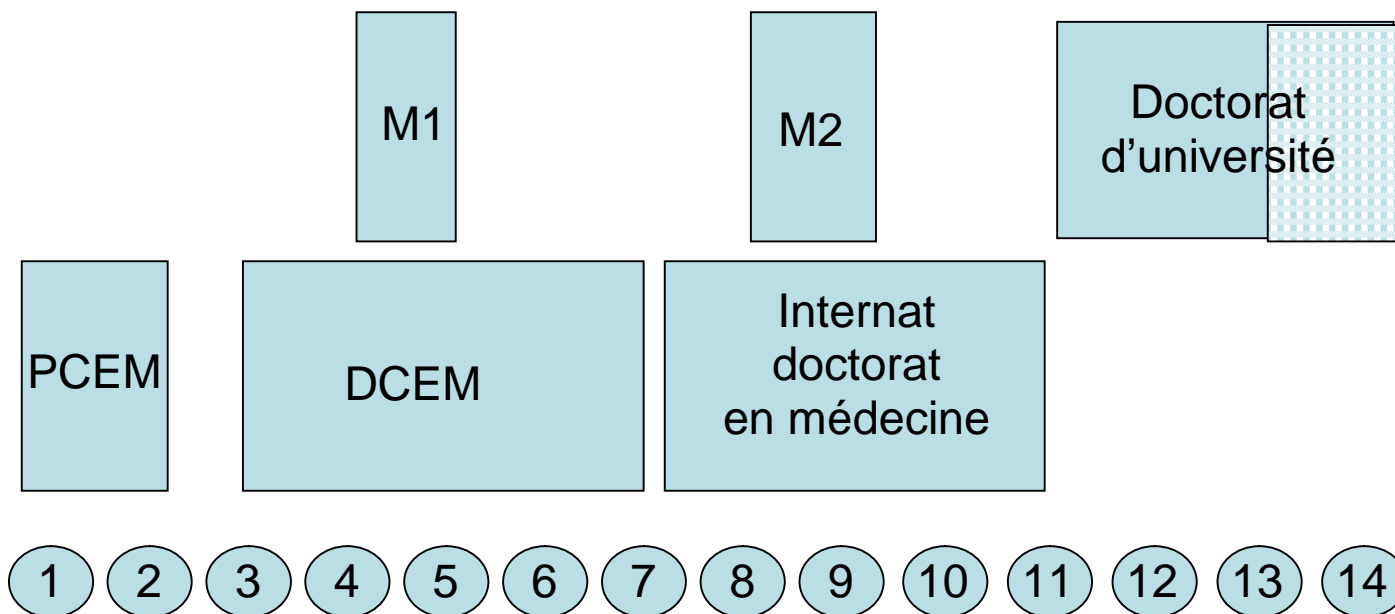 M1
M2
Doctorat
d’université
PCEM
DCEM
Internat
doctorat
en médecine
1 2 3 4 5 6 7 8 9 10 11 12 13 14